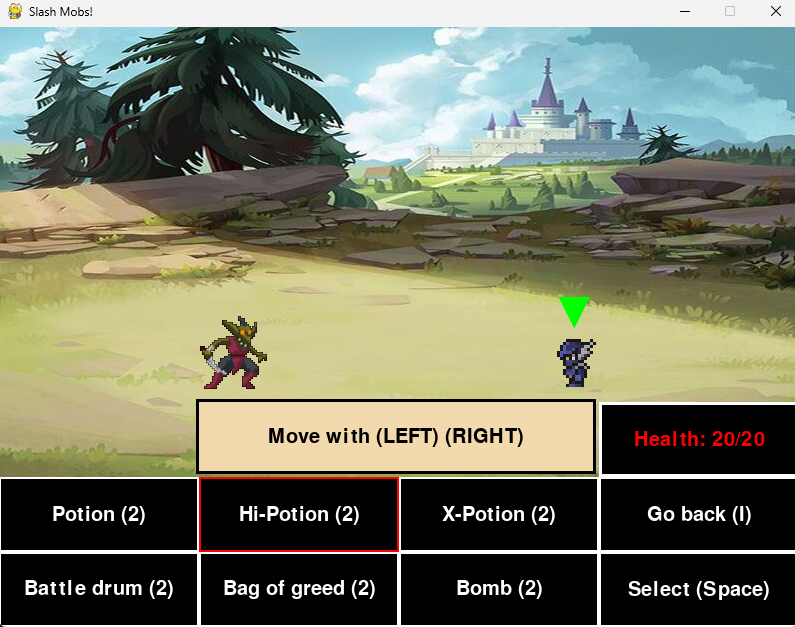 Slash Mobs!
Move with (LEFT) (RIGHT)
Health: 20/20
Potion (2)
Hi-Potion (2)
X-Potion (2)
Go back (I)
Battle drum (2)
Bag of greed (2)
Bomb (2)
Select (Space)